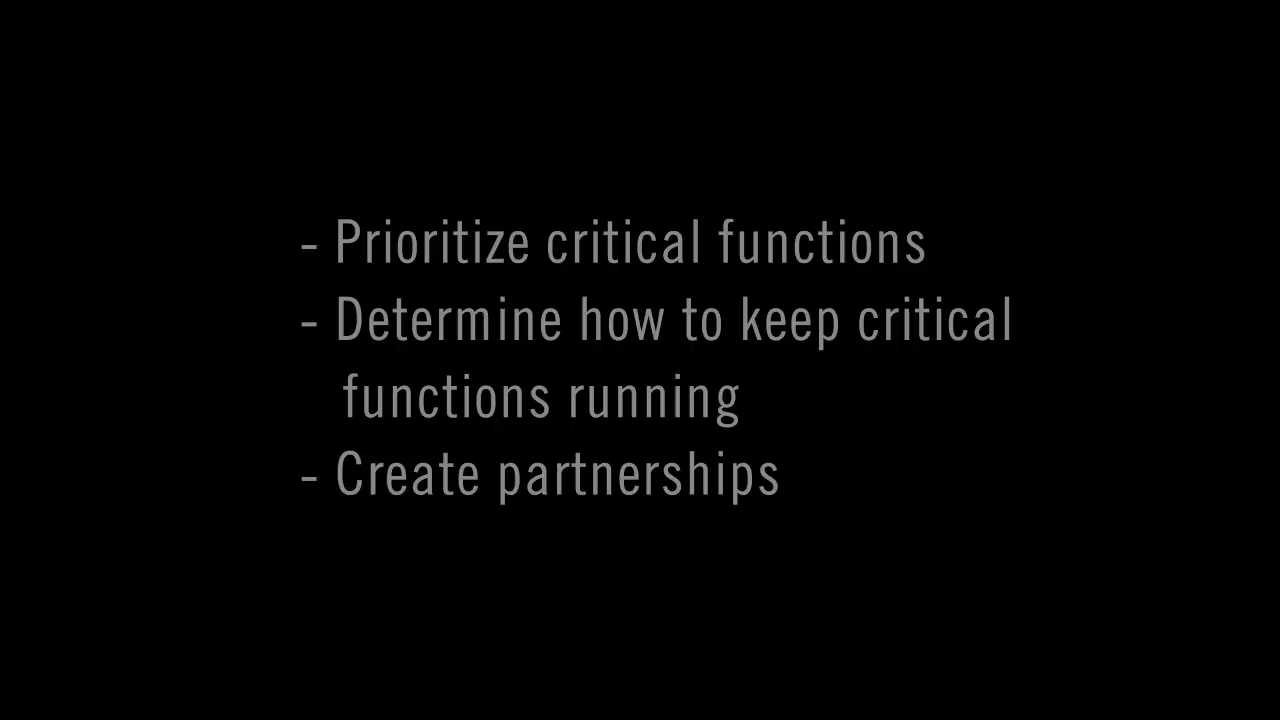 - Prioritize critical functions
- Determine how to keep critical
functions running
- Create partnerships